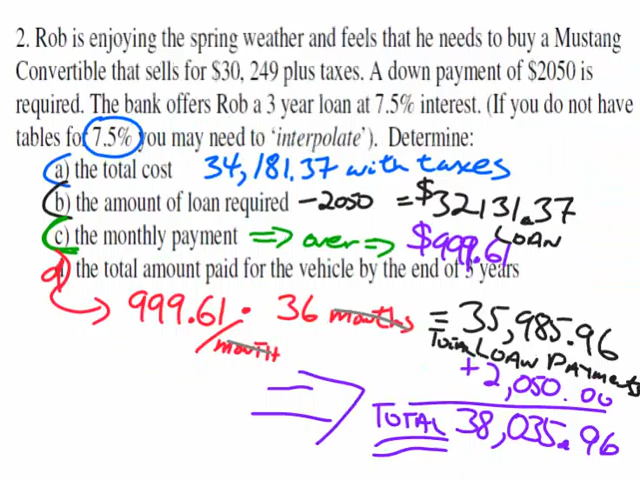 2. Rob is enjoying the spring weather and feels that he needs to buy a Mustang
Convertible that sells for $30, 249 plus taxes. A down payment of $2050 is
required. The bank offers Rob a 3 year loan at 7.5% interest. (If you do not have
tables for 7.5% you may need to 'interpolate'). Determine:
a) the total cost 34,181.37 with taxes
b) the amount of loan required -2050 = $32131.37
c) the monthly payment => over => $999.61 LOAN
d) the total amount paid for the vehicle by the end of 3 years
999.61 /month · 36 months = 35,985.96
Total LOAN PAYments
+ 2,050.00
=> TOTAL 38,035.96